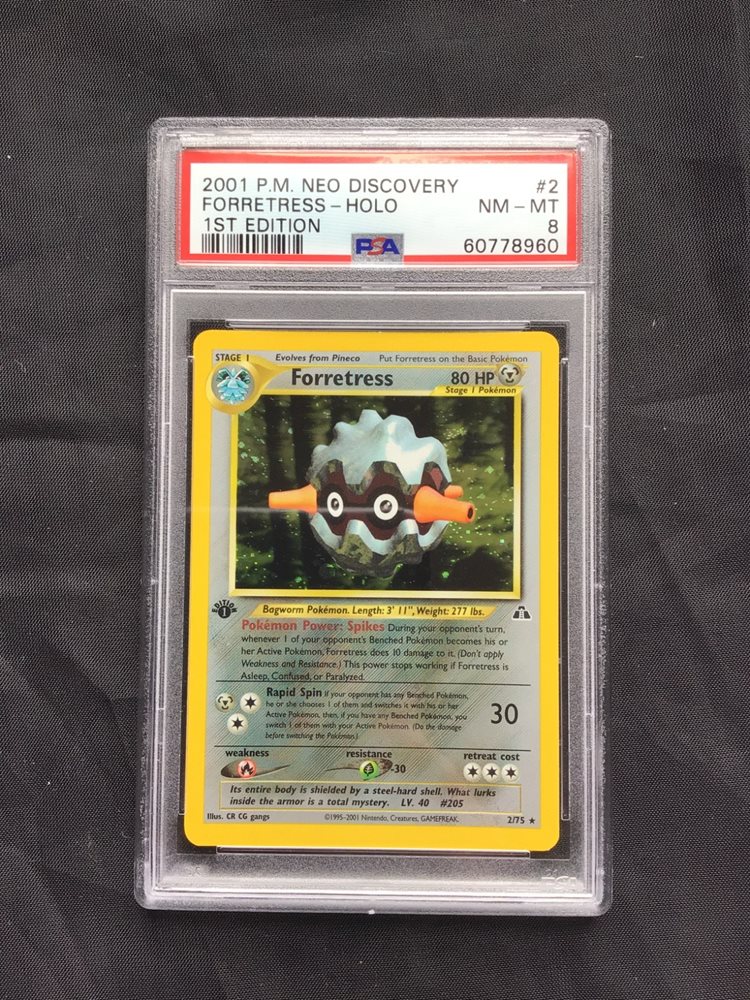 2001 P.M. NEO DISCOVERY #2
FORRETRESS - HOLO NM - MT
1ST EDITION 8
PSA 60778960
STAGE 1 Evolves from Pineco Put Forretress on the Basic Pokémon
Forretress 80 HP
Stage 1 Pokémon
EDITION 1
Bagworm Pokémon. Length: 3' 11", Weight: 277 lbs.
Pokémon Power: Spikes During your opponent's turn,
whenever 1 of your opponent's Benched Pokémon becomes his or
her Active Pokémon, Forretress does 10 damage to it. (Don't apply
Weakness and Resistance.) This power stops working if Forretress is
Asleep, Confused, or Paralyzed.
Rapid Spin If your opponent has any Benched Pokémon,
he or she chooses 1 of them and switches it with his or her
Active Pokémon, then, if you have any Benched Pokémon, you
switch 1 of them with your Active Pokémon. (Do the damage
before switching the Pokémon.)
30
weakness resistance retreat cost
-30
Its entire body is shielded by a steel-hard shell. What lurks
inside the armor is a total mystery. LV. 40 #205
Illus. CR CG gangs ©1995-2001 Nintendo, Creatures, GAMEFREAK. 2/75 ★